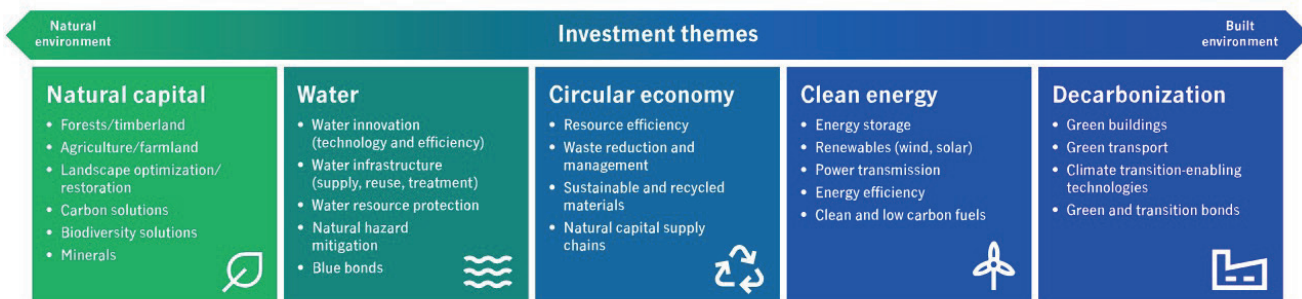 Natural
environment
Investment themes
Built
environment
Natural capital
• Forests/timberland
• Agriculture/farmland
• Landscape optimization/
restoration
• Carbon solutions
• Biodiversity solutions
• Minerals
Water
• Water innovation
(technology and efficiency)
• Water infrastructure
(supply, reuse, treatment)
• Water resource protection
• Natural hazard
mitigation
• Blue bonds
Circular economy
• Resource efficiency
• Waste reduction and
management
• Sustainable and recycled
materials
• Natural capital supply
chains
Clean energy
• Energy storage
• Renewables (wind, solar)
• Power transmission
• Energy efficiency
• Clean and low carbon fuels
Decarbonization
• Green buildings
• Green transport
• Climate transition-enabling
technologies
• Green and transition bonds